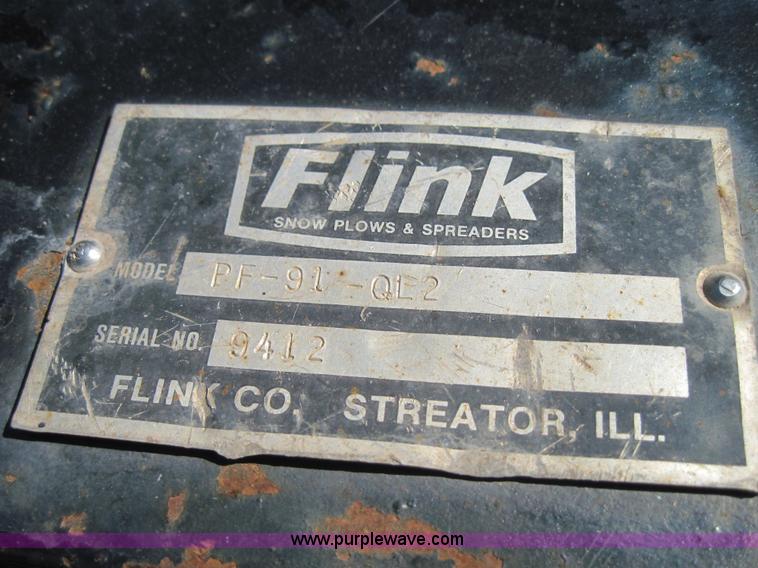 Flink
SNOW PLOWS & SPREADERS
MODEL PF-91-QL2
SERIAL NO. 9412
FLINK CO. STREATOR, ILL.
www.purplewave.com